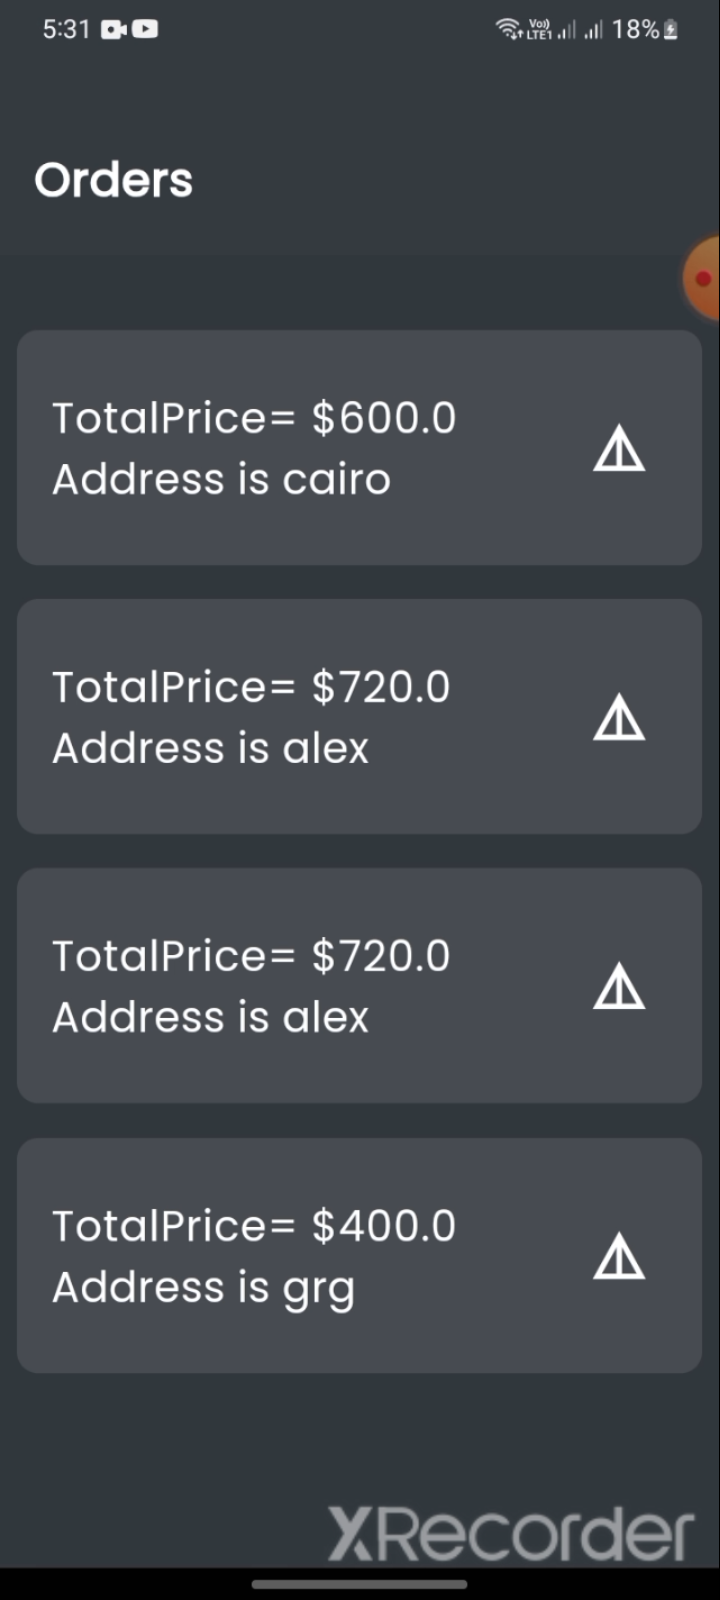 5:31
Vo))
LTE1
18%
Orders
TotalPrice= $600.0
Address is cairo
TotalPrice= $720.0
Address is alex
TotalPrice= $720.0
Address is alex
TotalPrice= $400.0
Address is grg
XRecorder